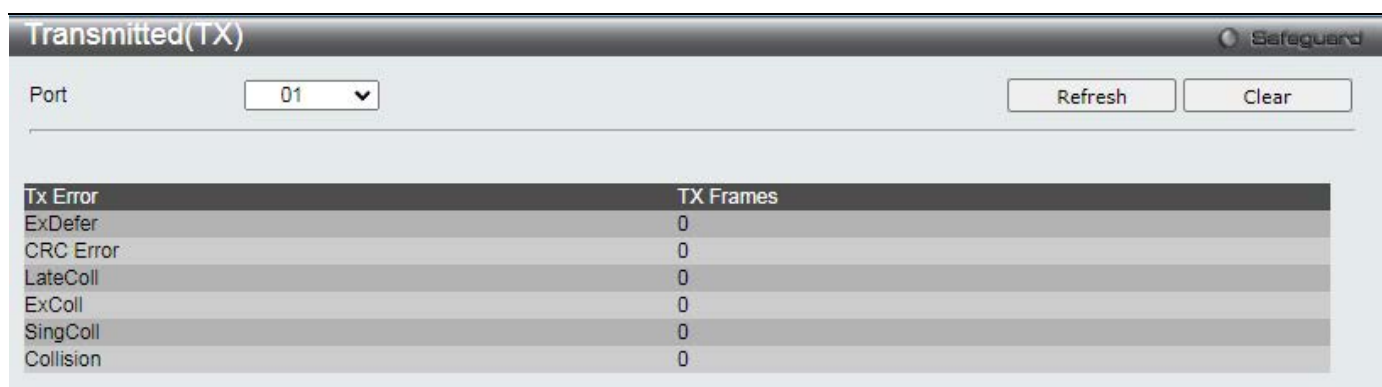 Transmitted(TX)
Safeguard
Port 01 Refresh Clear
Tx Error TX Frames
ExDefer 0
CRC Error 0
LateColl 0
ExColl 0
SingColl 0
Collision 0